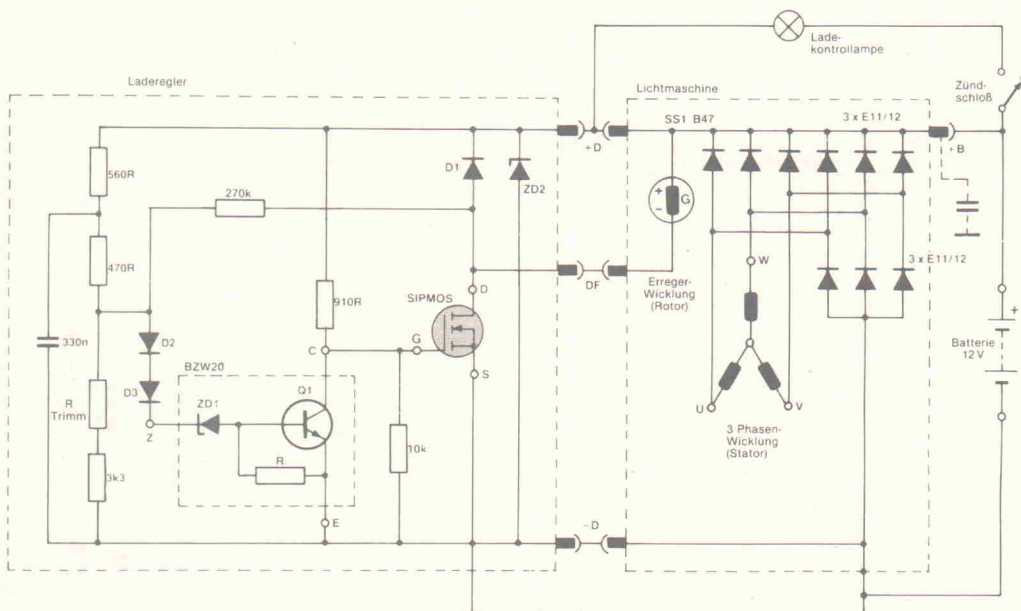 Lade-
kontrollampe
Zünd-
schloß
Laderegler
Lichtmaschine
SS1 B47
3 x E11/12
+D
+B
560R
D1
ZD2
270k
+
-
G
470R
3 x E11/12
DF
Erreger-
Wicklung
(Rotor)
W
910R
D
SIPMOS
+
330n
D2
C
G
Batterie
12 V
BZW20
S
R
Trimm
D3
ZD1
Q1
U
V
Z
3 Phasen-
Wicklung
(Stator)
3k3
R
10k
E
-D